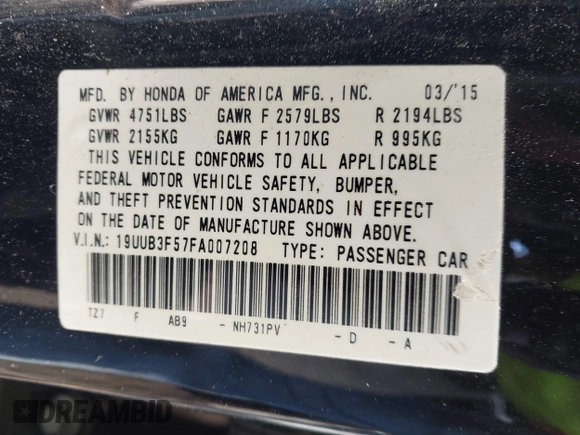 MFD. BY HONDA OF AMERICA MFG., INC. 03/'15
GVWR 4751LBS GAWR F 2579LBS R 2194LBS
GVWR 2155KG GAWR F 1170KG R 995KG
THIS VEHICLE CONFORMS TO ALL APPLICABLE
FEDERAL MOTOR VEHICLE SAFETY, BUMPER,
AND THEFT PREVENTION STANDARDS IN EFFECT
ON THE DATE OF MANUFACTURE SHOWN ABOVE.
V.I.N.: 19UUB3F57FA007208 TYPE: PASSENGER CAR
TZ7 F AB9 - NH731PV - D - A
DREAMBID